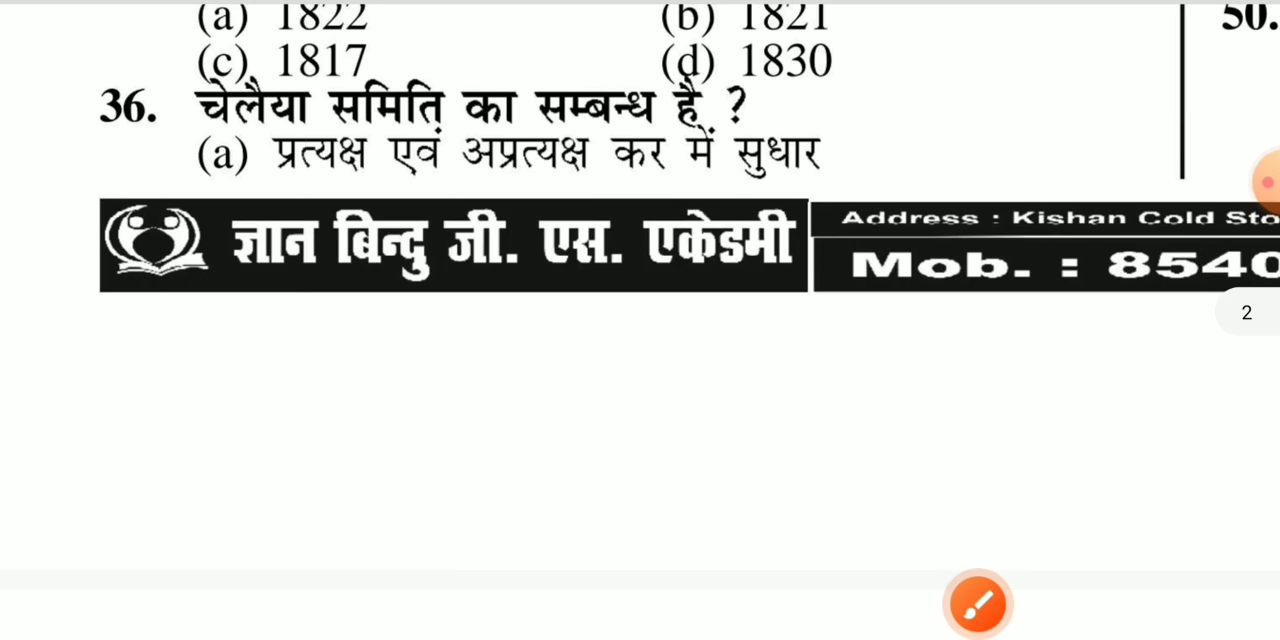 (a) 1822 (b) 1821 50.
(c) 1817 (d) 1830
36. चेलैया समिति का सम्बन्ध है ?
(a) प्रत्यक्ष एवं अप्रत्यक्ष कर में सुधार
ज्ञान बिन्दु जी. एस. एकेडमी
Address : Kishan Cold
Mob. : 8540
2